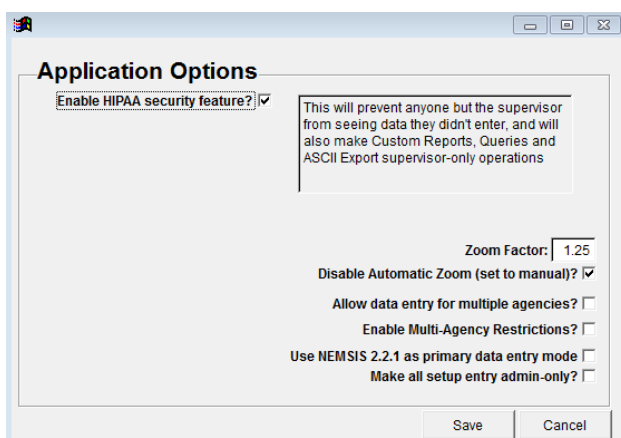 Application Options
Enable HIPAA security feature?
This will prevent anyone but the supervisor
from seeing data they didn't enter, and will
also make Custom Reports, Queries and
ASCII Export supervisor-only operations
Zoom Factor: 1.25
Disable Automatic Zoom (set to manual)?
Allow data entry for multiple agencies?
Enable Multi-Agency Restrictions?
Use NEMSIS 2.2.1 as primary data entry mode
Make all setup entry admin-only?
Save Cancel